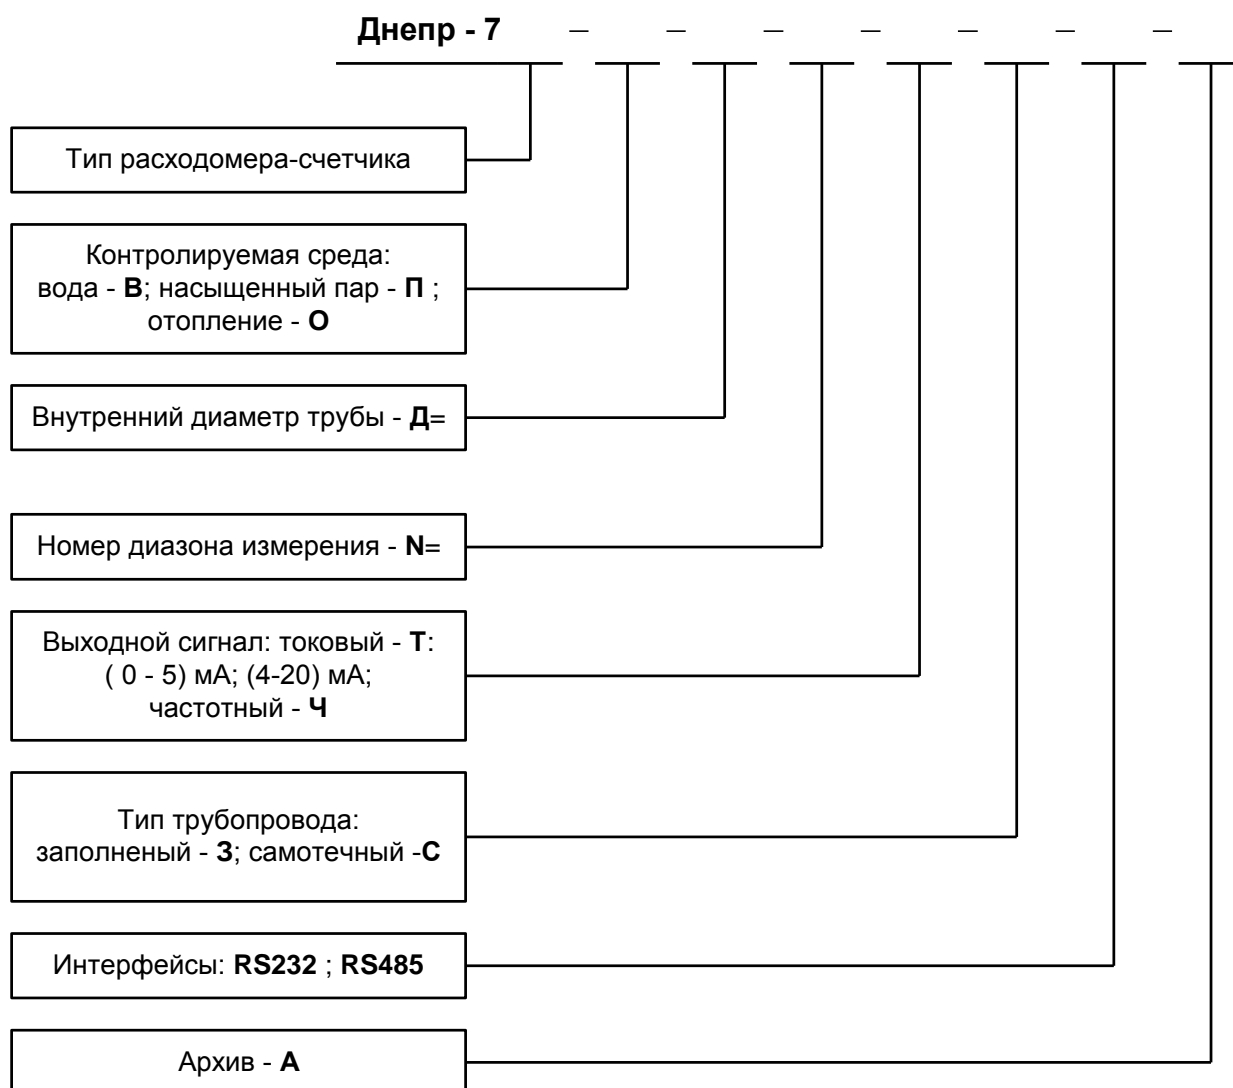 Днепр - 7 – – – – – – –
Тип расходомера-счетчика
Контролируемая среда:
вода - В; насыщенный пар - П ;
отопление - О
Внутренний диаметр трубы - Д=
Номер диазона измерения - N=
Выходной сигнал: токовый - Т:
( 0 - 5) мА; (4-20) мА;
частотный - Ч
Тип трубопровода:
заполненый - З; самотечный -С
Интерфейсы: RS232 ; RS485
Архив - А